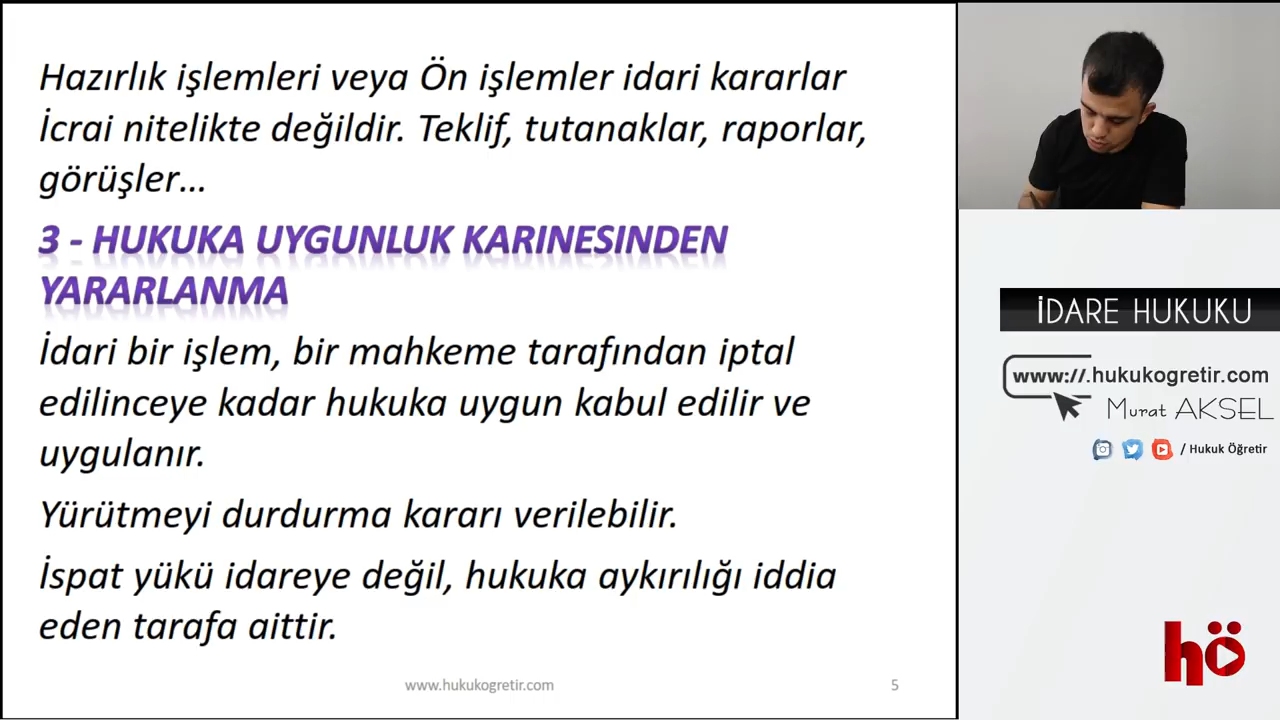 Hazırlık işlemleri veya Ön işlemler idari kararlar
İcrai nitelikte değildir. Teklif, tutanaklar, raporlar,
görüşler...
3 - HUKUKA UYGUNLUK KARINESINDEN
YARARLANMA
İdari bir işlem, bir mahkeme tarafından iptal
edilinceye kadar hukuka uygun kabul edilir ve
uygulanır.
Yürütmeyi durdurma kararı verilebilir.
İspat yükü idareye değil, hukuka aykırılığı iddia
eden tarafa aittir.
www.hukukogretir.com
5
İDARE HUKUKU
www://.hukukogretir.com
Murat AKSEL
/ Hukuk Öğretir
hö